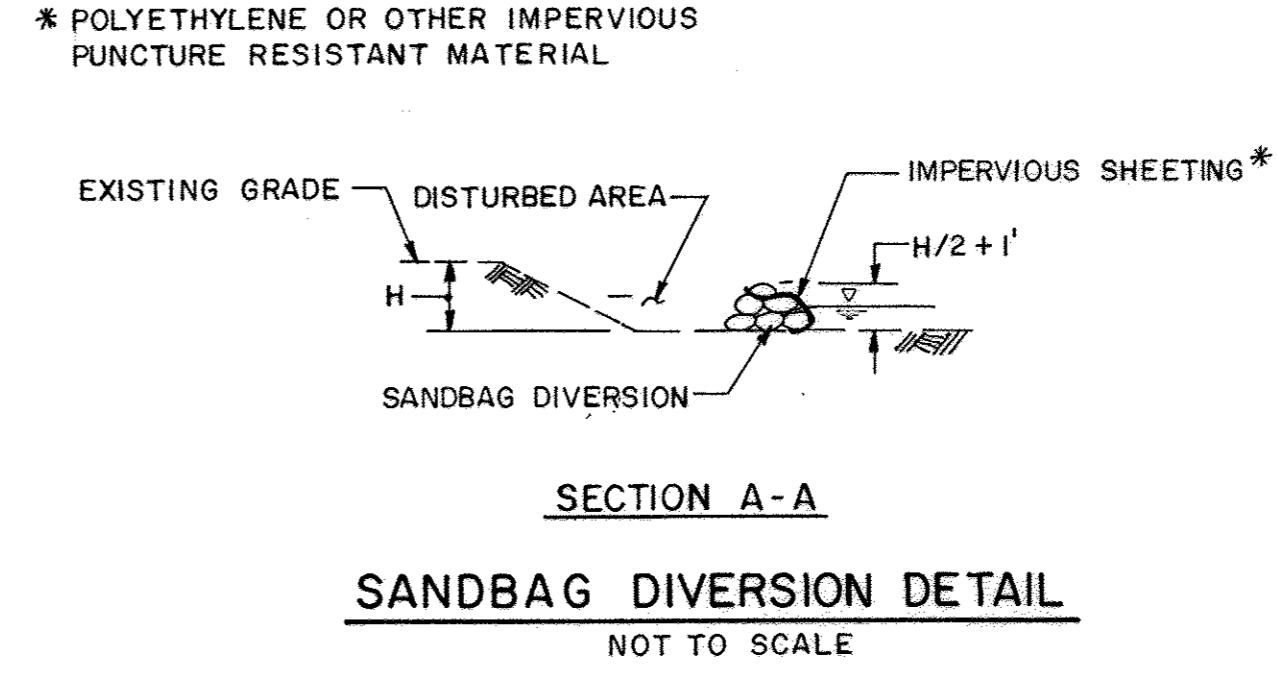 * POLYETHYLENE OR OTHER IMPERVIOUS
PUNCTURE RESISTANT MATERIAL
IMPERVIOUS SHEETING*
EXISTING GRADE
DISTURBED AREA
H/2 + 1'
H
SANDBAG DIVERSION
SECTION A-A
SANDBAG DIVERSION DETAIL
NOT TO SCALE